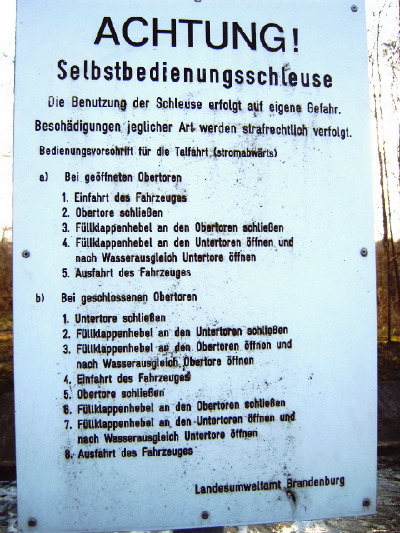 ACHTUNG!
Selbstbedienungsschleuse
Die Benutzung der Schleuse erfolgt auf eigene Gefahr.
Beschädigungen jeglicher Art werden strafrechtlich verfolgt.
Bedienungsvorschrift für die Talfahrt (stromabwärts)
a) Bei geöffneten Obertoren
1. Einfahrt des Fahrzeuges
2. Obertore schließen
3. Füllklappenhebel an den Obertoren schließen
4. Füllklappenhebel an den Untertoren öffnen und
nach Wasserausgleich Untertore öffnen
5. Ausfahrt des Fahrzeuges
b) Bei geschlossenen Obertoren
1. Untertore schließen
2. Füllklappenhebel an den Untertoren schließen
3. Füllklappenhebel an den Obertoren öffnen und
nach Wasserausgleich Obertore öffnen
4. Einfahrt des Fahrzeuges
5. Obertore schließen
6. Füllklappenhebel an den Obertoren schließen
7. Füllklappenhebel an den Untertoren öffnen und
nach Wasserausgleich Untertore öffnen
8. Ausfahrt des Fahrzeuges
Landesumweltamt Brandenburg